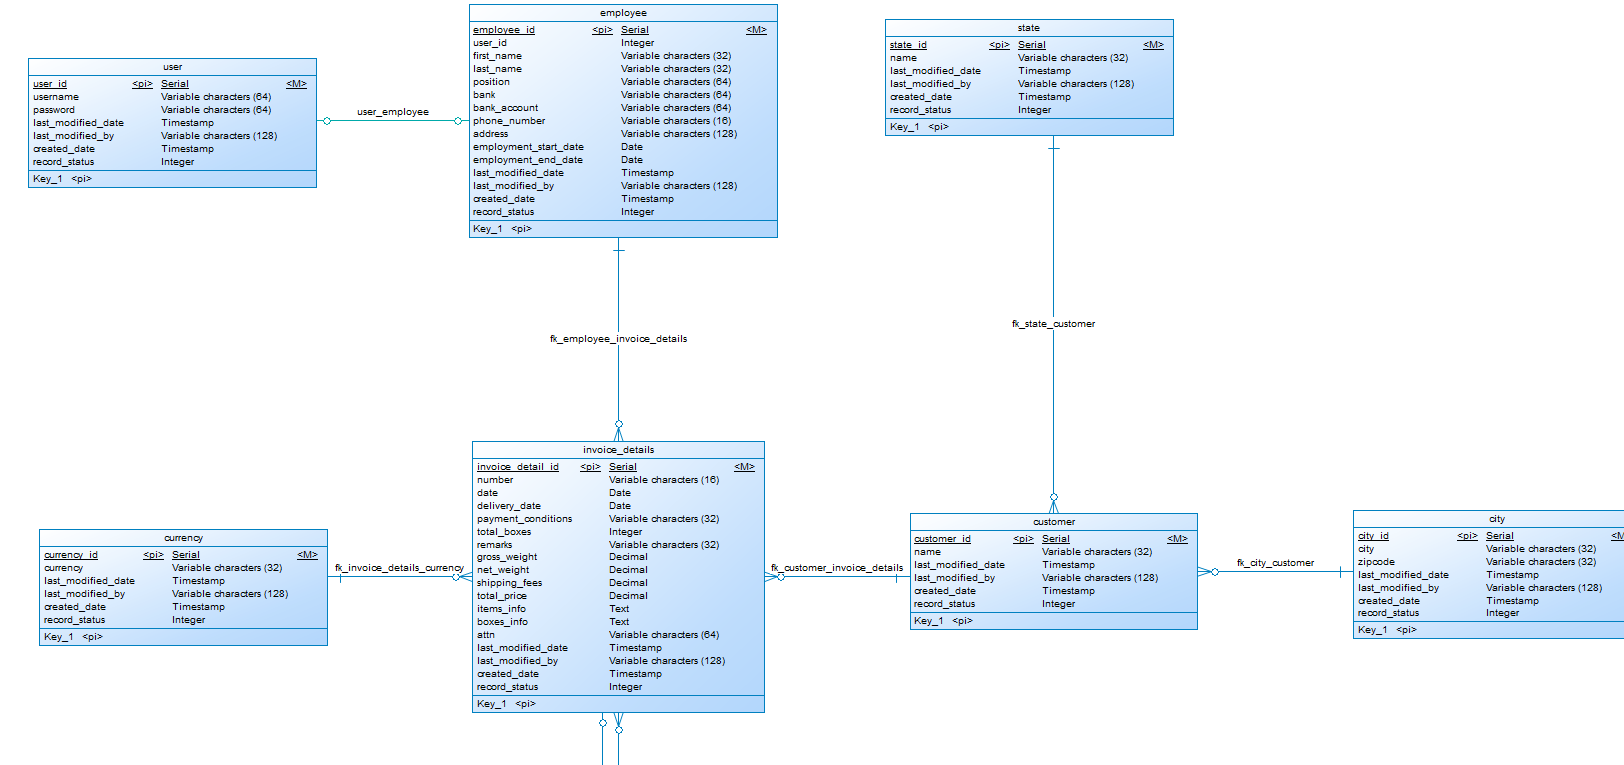 employee
employee_id <pi> Serial <M>
user_id Integer
first_name Variable characters (32)
last_name Variable characters (32)
position Variable characters (64)
bank Variable characters (64)
bank_account Variable characters (64)
phone_number Variable characters (16)
address Variable characters (128)
employment_start_date Date
employment_end_date Date
last_modified_date Timestamp
last_modified_by Variable characters (128)
created_date Timestamp
record_status Integer
Key_1 <pi>
state
state_id <pi> Serial <M>
name Variable characters (32)
last_modified_date Timestamp
last_modified_by Variable characters (128)
created_date Timestamp
record_status Integer
Key_1 <pi>
user
user_id <pi> Serial <M>
username Variable characters (64)
password Variable characters (64)
last_modified_date Timestamp
last_modified_by Variable characters (128)
created_date Timestamp
record_status Integer
Key_1 <pi>
user_employee
fk_employee_invoice_details
fk_state_customer
invoice_details
invoice_detail_id <pi> Serial <M>
number Variable characters (16)
date Date
delivery_date Date
payment_conditions Variable characters (32)
total_boxes Integer
remarks Variable characters (32)
gross_weight Decimal
net_weight Decimal
shipping_fees Decimal
total_price Decimal
items_info Text
boxes_info Text
attn Variable characters (64)
last_modified_date Timestamp
last_modified_by Variable characters (128)
created_date Timestamp
record_status Integer
Key_1 <pi>
currency
currency_id <pi> Serial <M>
currency Variable characters (32)
last_modified_date Timestamp
last_modified_by Variable characters (128)
created_date Timestamp
record_status Integer
Key_1 <pi>
fk_invoice_details_currency
fk_customer_invoice_details
customer
customer_id <pi> Serial <M>
name Variable characters (32)
last_modified_date Timestamp
last_modified_by Variable characters (128)
created_date Timestamp
record_status Integer
Key_1 <pi>
fk_city_customer
city
city_id <pi> Serial
city Variable characters (32)
zipcode Variable characters (32)
last_modified_date Timestamp
last_modified_by Variable characters (128)
created_date Timestamp
record_status Integer
Key_1 <pi>